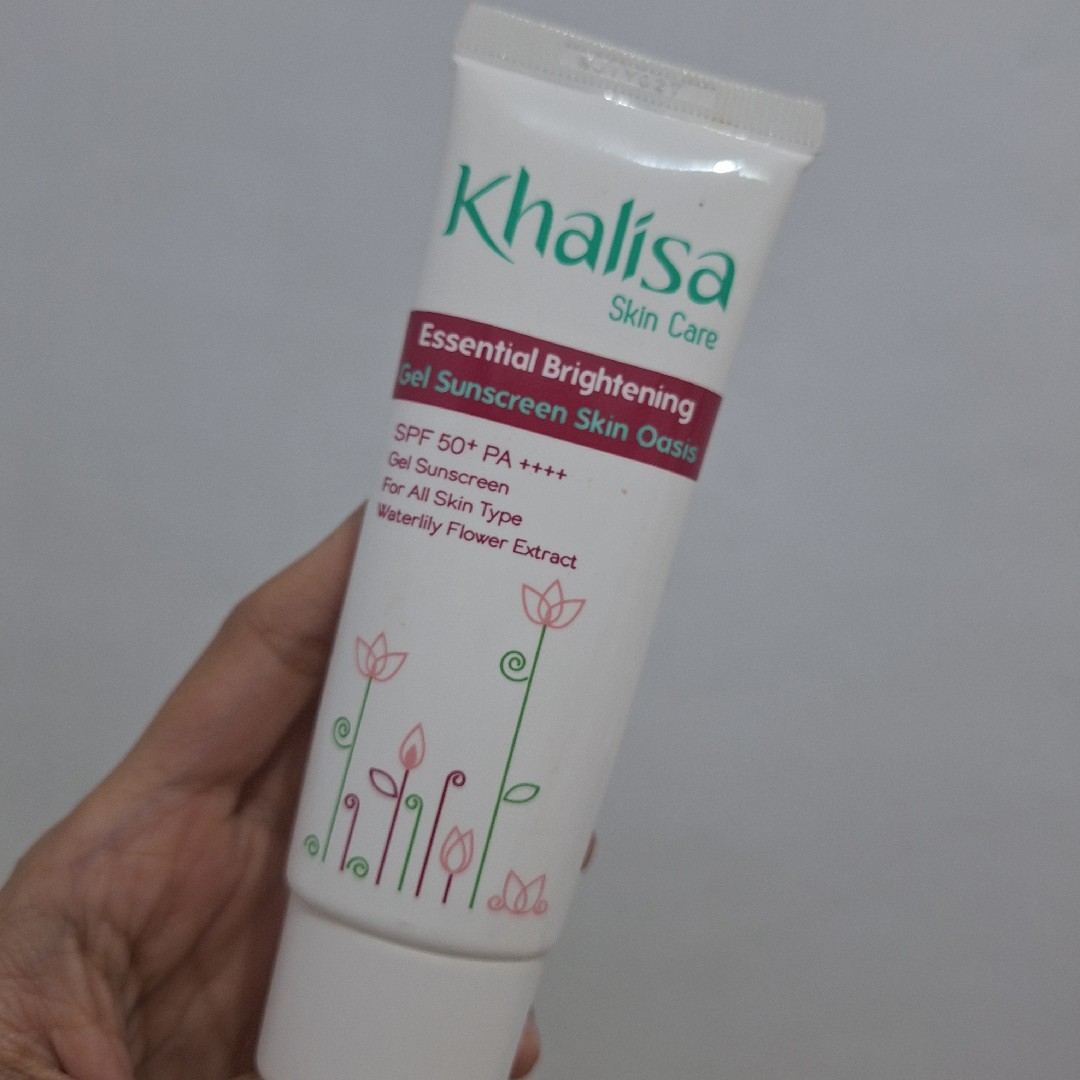 Khalisa
Skin Care
Essential Brightening
Gel Sunscreen Skin Oasis
SPF 50+ PA ++++
Gel Sunscreen
For All Skin Type
Waterlily Flower Extract